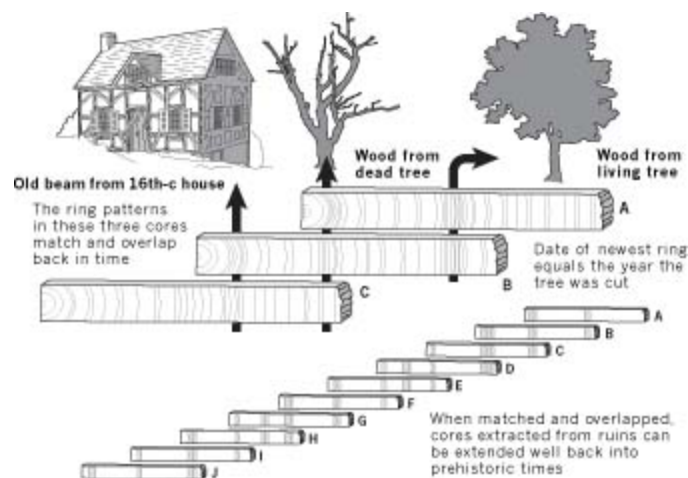 Wood from
dead tree
Wood from
living tree
Old beam from 16th-c house
The ring patterns
in these three cores
match and overlap
back in time
A
Date of newest ring
equals the year the
tree was cut
B
C
A
B
C
D
E
F
G
H
I
J
When matched and overlapped,
cores extracted from ruins can
be extended well back into
prehistoric times